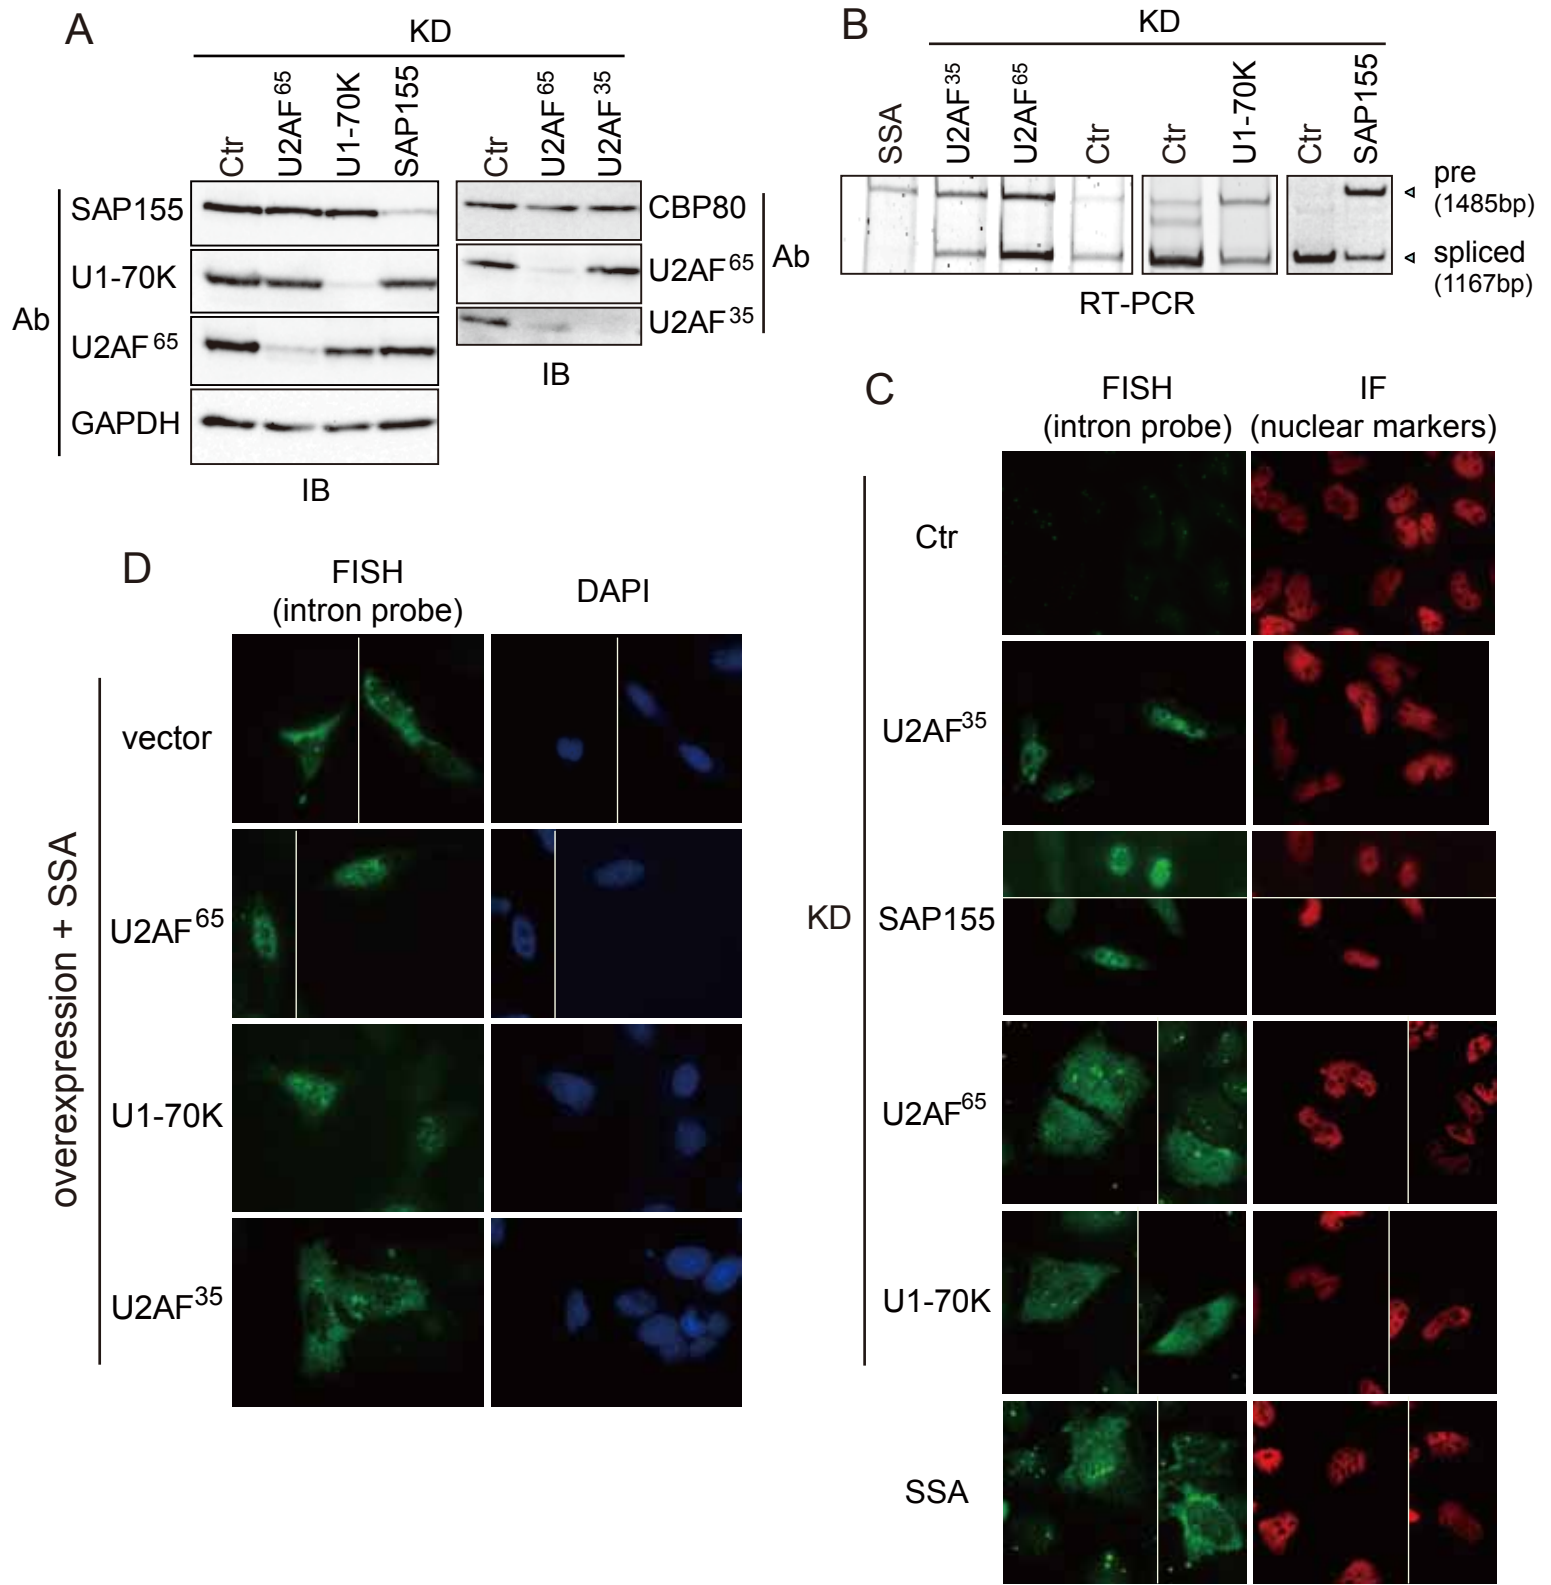 A
KD
Ctr
U2AF65
U1-70K
SAP155
Ctr
U2AF65
U2AF35
Ab
SAP155
U1-70K
U2AF65
GAPDH
IB
CBP80
U2AF65
U2AF35
Ab
IB
B
KD
SSA
U2AF35
U2AF65
Ctr
Ctr
U1-70K
Ctr
SAP155
pre
(1485bp)
spliced
(1167bp)
RT-PCR
C
FISH
(intron probe)
IF
(nuclear markers)
KD
Ctr
U2AF35
SAP155
U2AF65
U1-70K
SSA
D
FISH
(intron probe)
DAPI
overexpression + SSA
vector
U2AF65
U1-70K
U2AF35